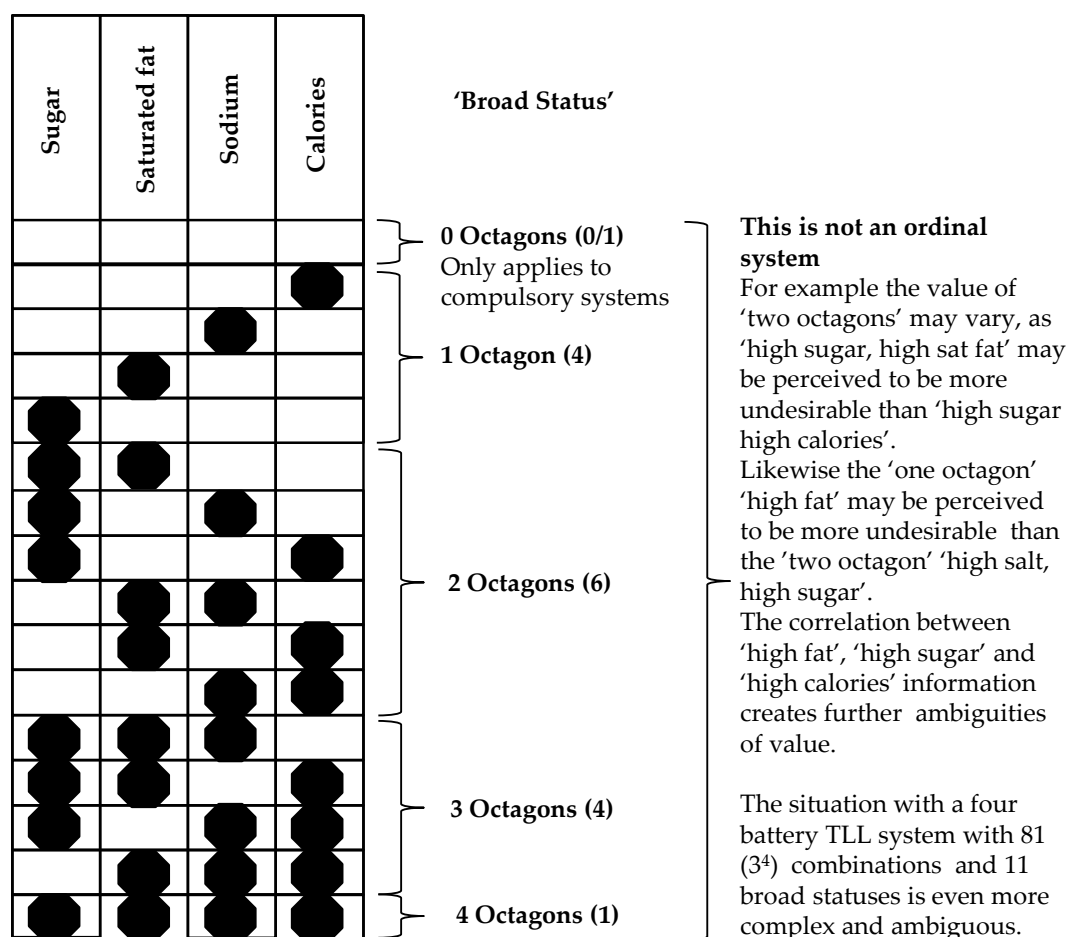 Sugar
Saturated fat
Sodium
Calories
‘Broad Status’
0 Octagons (0/1)
Only applies to
compulsory systems
1 Octagon (4)
2 Octagons (6)
3 Octagons (4)
4 Octagons (1)
This is not an ordinal
system
For example the value of
‘two octagons’ may vary, as
‘high sugar, high sat fat’ may
be perceived to be more
undesirable than ‘high sugar
high calories’.
Likewise the ‘one octagon’
‘high fat’ may be perceived
to be more undesirable than
the ’two octagon’ ‘high salt,
high sugar’.
The correlation between
‘high fat’, ‘high sugar’ and
‘high calories’ information
creates further ambiguities
of value.
The situation with a four
battery TLL system with 81
(3⁴) combinations and 11
broad statuses is even more
complex and ambiguous.